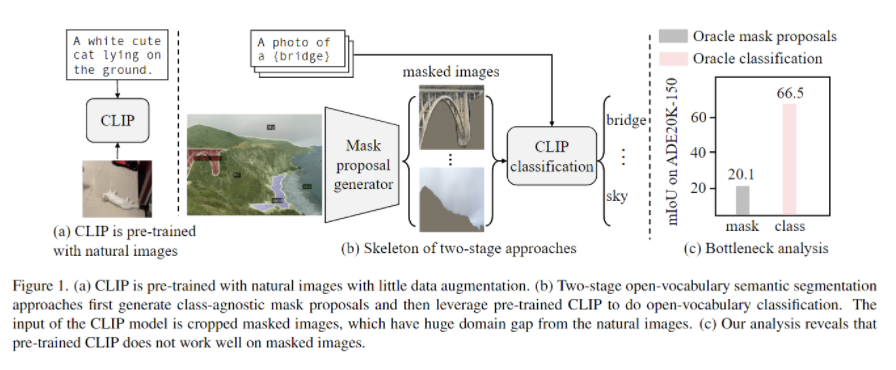 A white cute
cat lying on
the ground.
CLIP
(a) CLIP is pre-trained
with natural images
A photo of
a {bridge}
masked images
Mask
proposal
generator
CLIP
classification
bridge
sky
(b) Skeleton of two-stage approaches
Oracle mask proposals
Oracle classification
mIoU on ADE20K-150
60
40
20
66.5
20.1
mask class
(c) Bottleneck analysis
Figure 1. (a) CLIP is pre-trained with natural images with little data augmentation. (b) Two-stage open-vocabulary semantic segmentation
approaches first generate class-agnostic mask proposals and then leverage pre-trained CLIP to do open-vocabulary classification. The
input of the CLIP model is cropped masked images, which have huge domain gap from the natural images. (c) Our analysis reveals that
pre-trained CLIP does not work well on masked images.